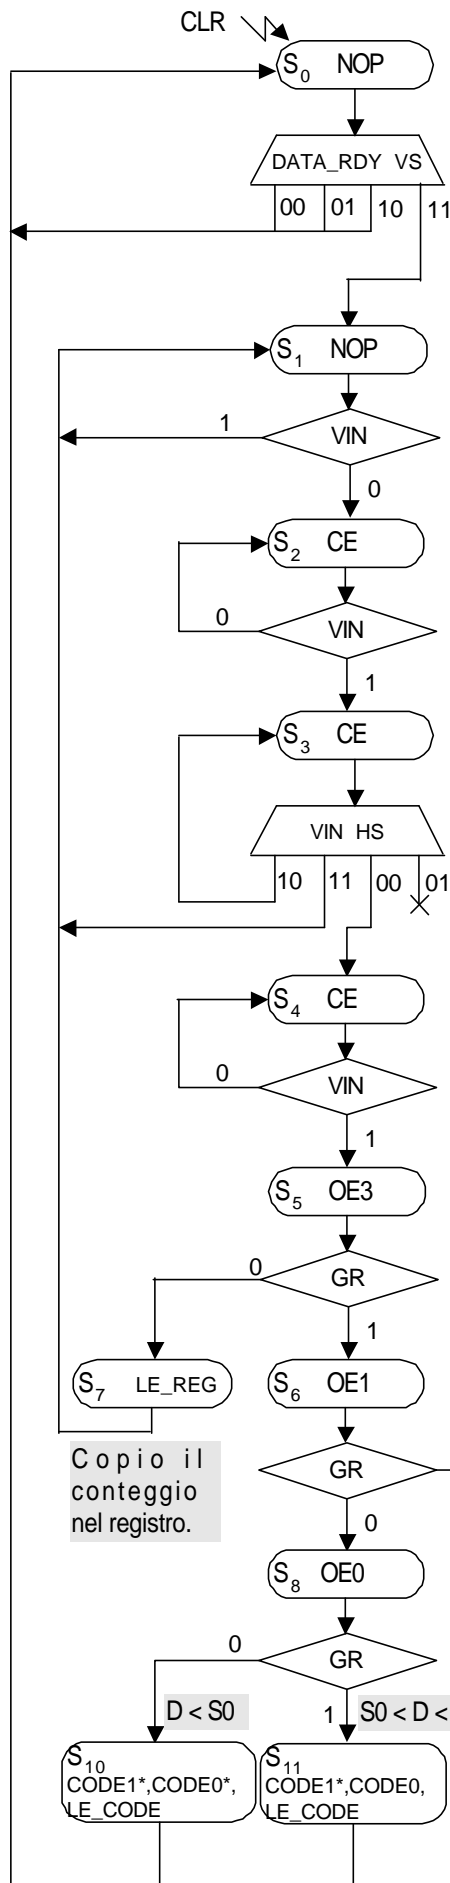 CLR
S0 NOP
DATA_RDY VS
00 01 10 11
S1 NOP
1 VIN
0
S2 CE
0 VIN
1
S3 CE
VIN HS
10 11 00 01
S4 CE
0 VIN
1
S5 OE3
0 GR
1
S7 LE_REG
S6 OE1
Copio il
conteggio
nel registro.
GR
0
S8 OE0
0 GR
D < S0
1 S0 < D <
S10
CODE1*,CODE0*,
LE_CODE
S11
CODE1*,CODE0,
LE_CODE